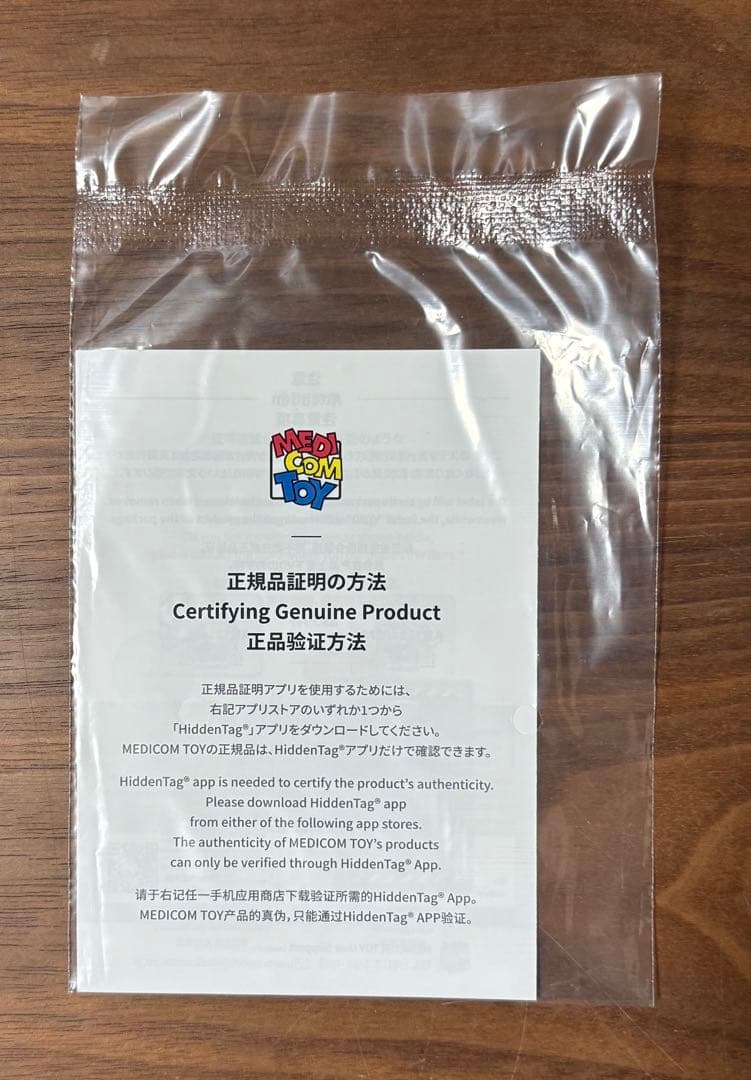 MEDI
COM
TOY
正規品証明の方法
Certifying Genuine Product
正品验证方法
正規品証明アプリを使用するためには、
右記アプリストアのいずれか1つから
「HiddenTag®」アプリをダウンロードしてください。
MEDICOM TOYの正規品は、HiddenTag®アプリだけで確認できます。
HiddenTag® app is needed to certify the product's authenticity.
Please download HiddenTag® app
from either of the following app stores.
The authenticity of MEDICOM TOY's products
can only be verified through HiddenTag® App.
请于右记任一手机应用商店下载验证所需的HiddenTag® App。
MEDICOM TOY产品的真伪，只能通过HiddenTag® APP验证。